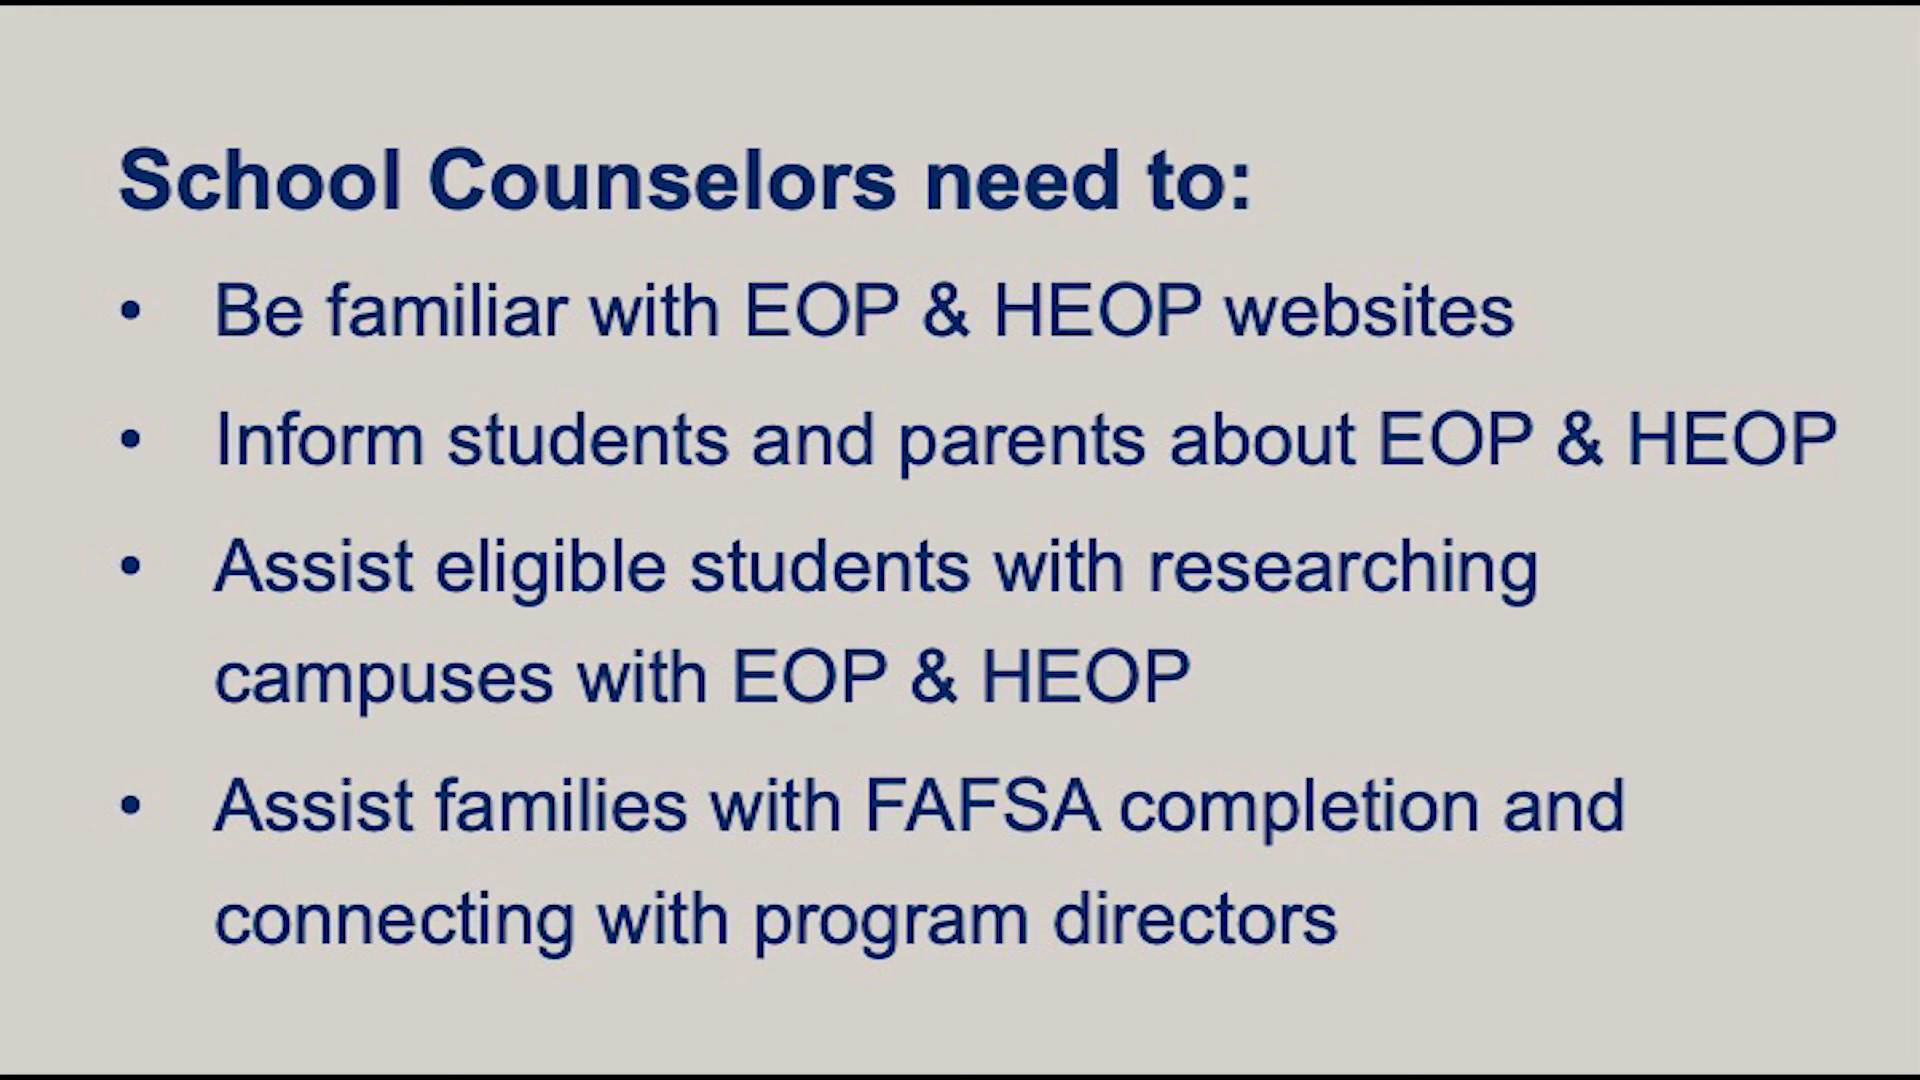 School Counselors need to:
• Be familiar with EOP & HEOP websites
• Inform students and parents about EOP & HEOP
• Assist eligible students with researching
campuses with EOP & HEOP
• Assist families with FAFSA completion and
connecting with program directors